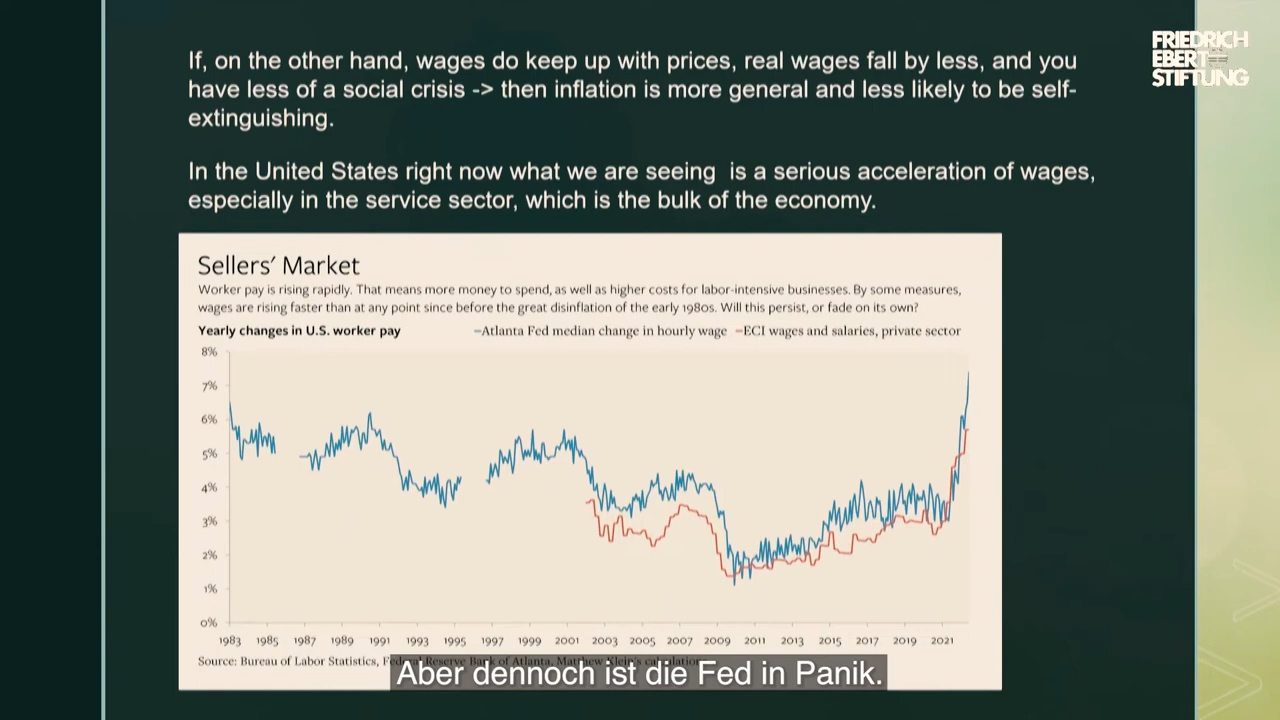 If, on the other hand, wages do keep up with prices, real wages fall by less, and you
have less of a social crisis -> then inflation is more general and less likely to be self-
extinguishing.
In the United States right now what we are seeing  is a serious acceleration of wages,
especially in the service sector, which is the bulk of the economy.
FRIEDRICH
EBERT
STIFTUNG
Sellers' Market
Worker pay is rising rapidly. That means more money to spend, as well as higher costs for labor-intensive businesses. By some measures,
wages are rising faster than at any point since before the great disinflation of the early 1980s. Will this persist, or fade on its own?
Yearly changes in U.S. worker pay
Atlanta Fed median change in hourly wage
ECI wages and salaries, private sector
8%
7%
6%
5%
4%
3%
2%
1%
0%
1983 1985 1987 1989 1991 1993 1995 1997 1999 2001 2003 2005 2007 2009 2011 2013 2015 2017 2019 2021
Source: Bureau of Labor Statistics, Federal Reserve Bank of Atlanta, Matthew Klein's calculation
Aber dennoch ist die Fed in Panik.